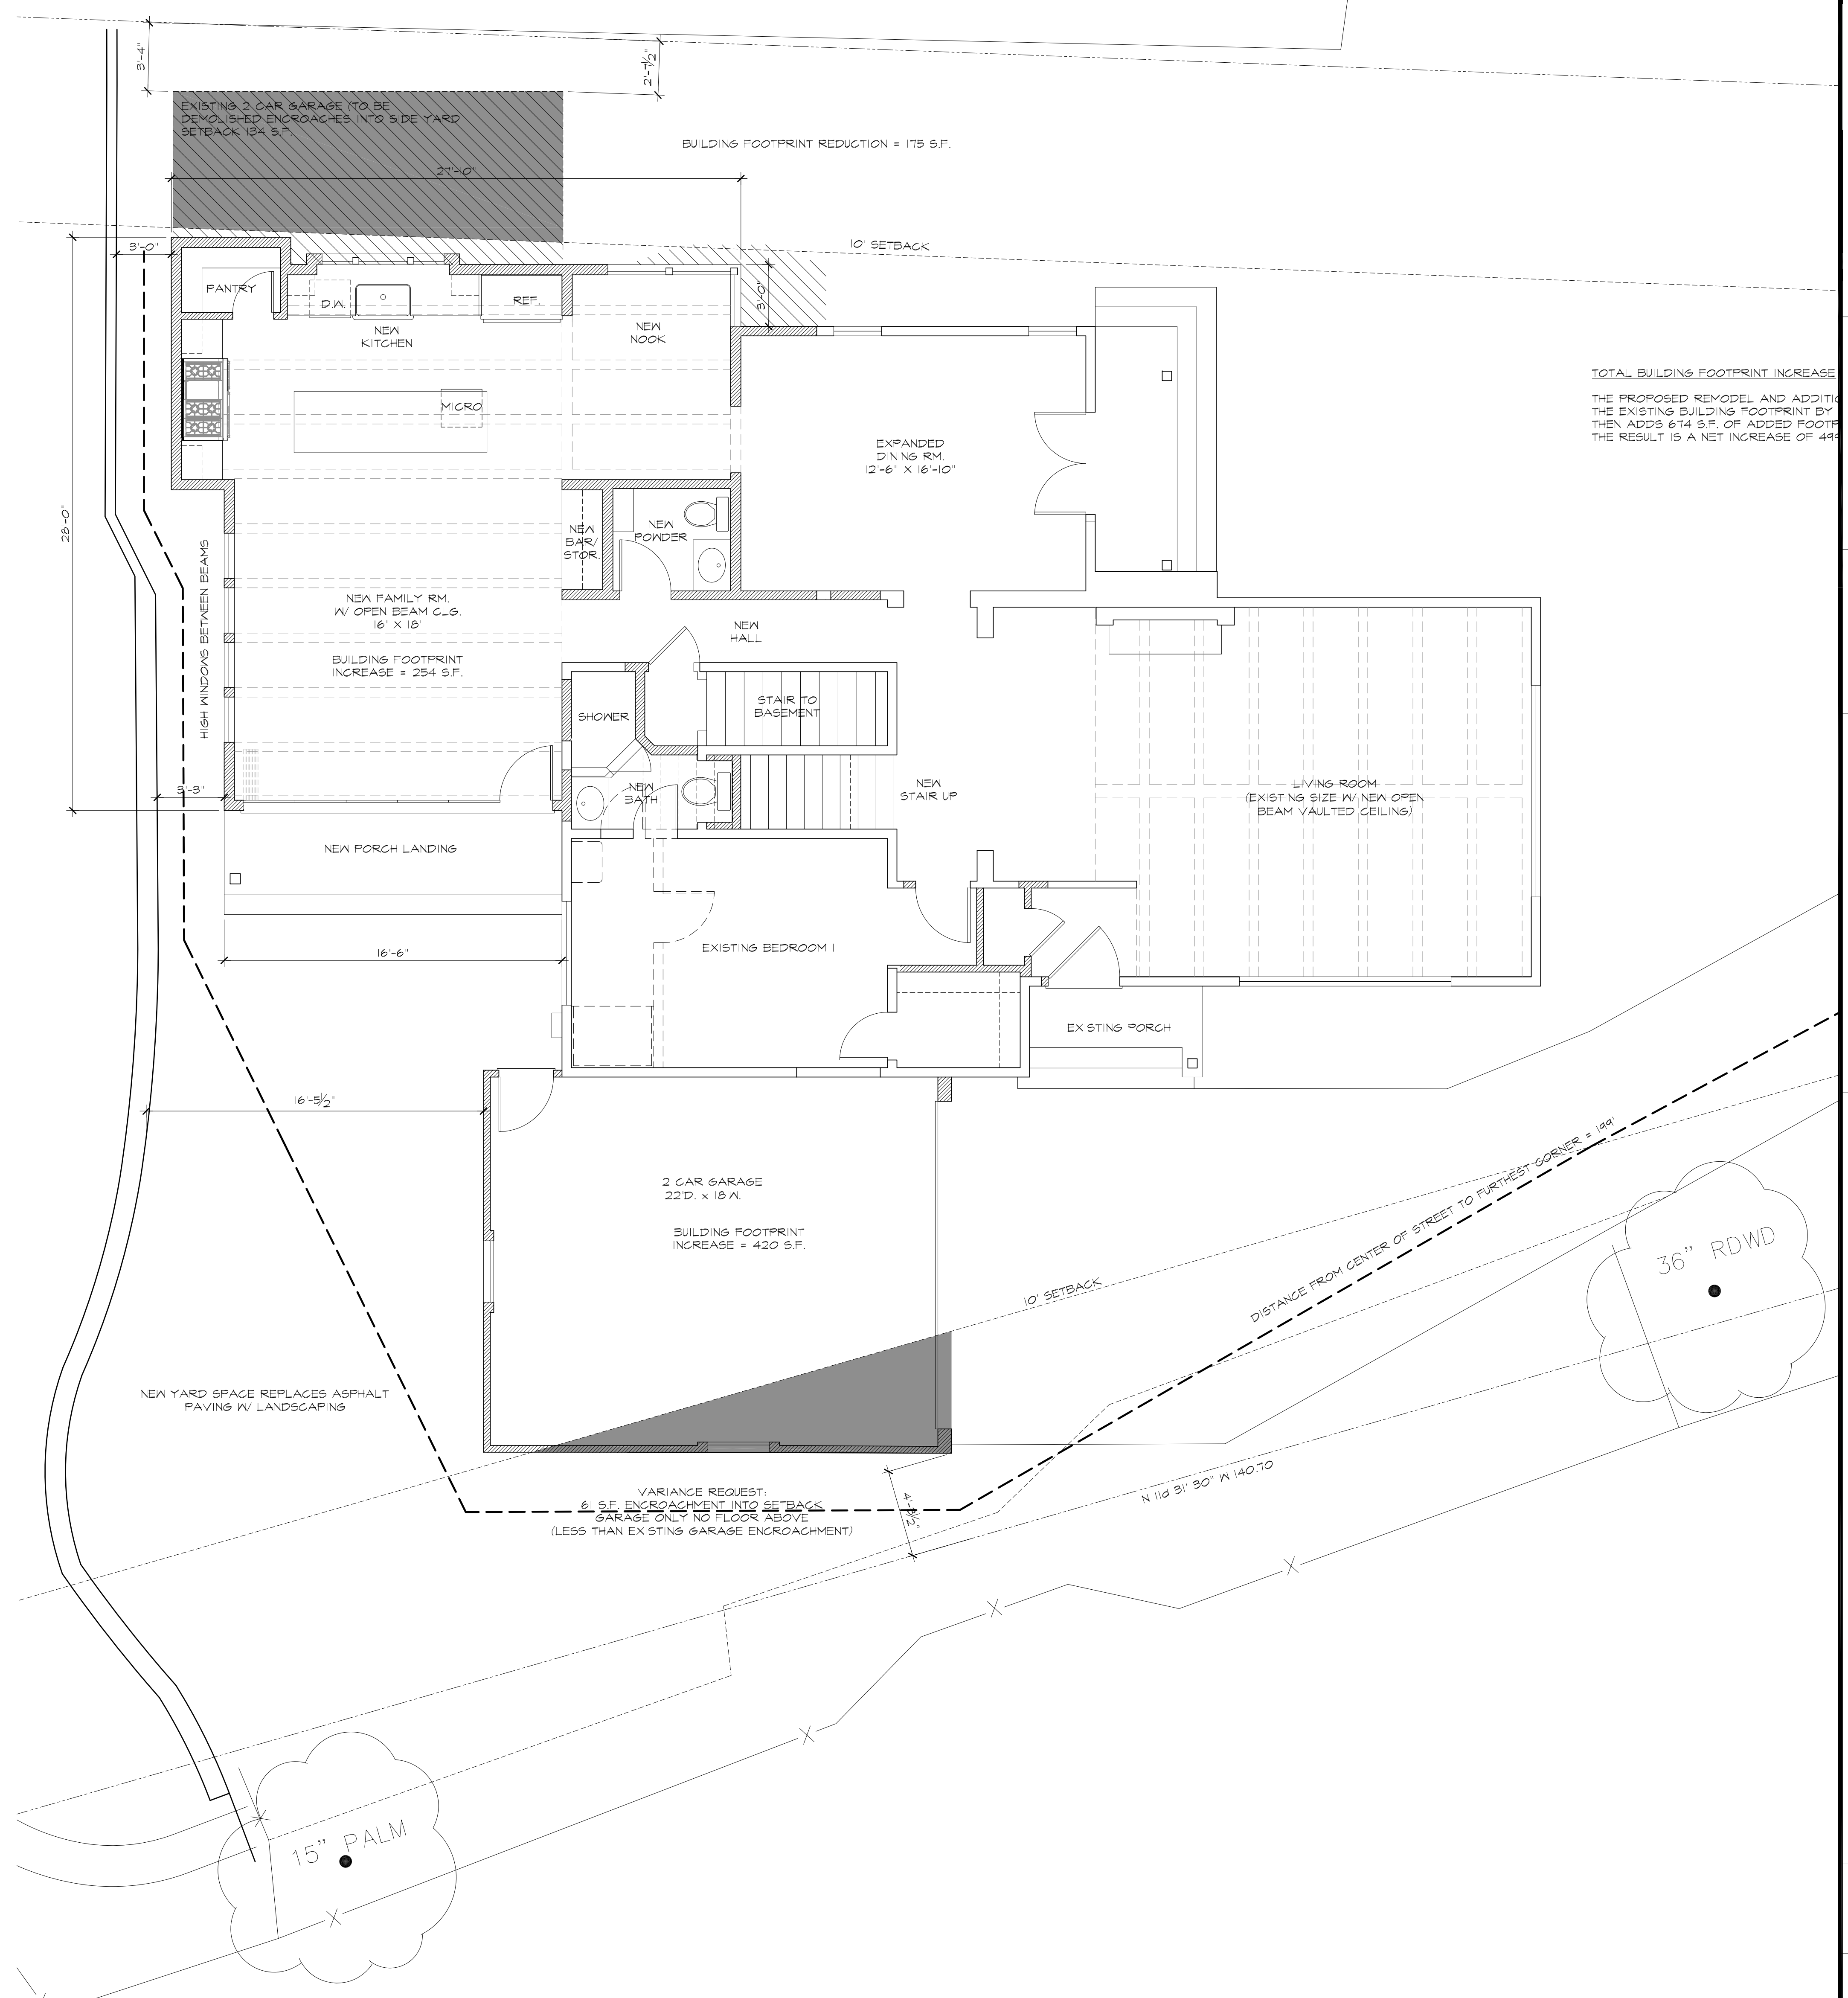 3'-4"
2'-7 1/2"
EXISTING 2 CAR GARAGE (TO BE
DEMOLISHED ENCROACHES INTO SIDE YARD
SETBACK 134 S.F.
BUILDING FOOTPRINT REDUCTION = 175 S.F.
27'-10"
3'-0"
10' SETBACK
PANTRY
D.W.
REF.
3'-0"
NEW
KITCHEN
NEW
NOOK
MICRO
TOTAL BUILDING FOOTPRINT INCREASE
THE PROPOSED REMODEL AND ADDITIO
THE EXISTING BUILDING FOOTPRINT BY
THEN ADDS 674 S.F. OF ADDED FOOTP
THE RESULT IS A NET INCREASE OF 499
EXPANDED
DINING RM.
12'-6" X 16'-10"
28'-0"
NEW
BAR/
STOR.
NEW
POWDER
HIGH WINDOWS BETWEEN BEAMS
NEW FAMILY RM.
W/ OPEN BEAM CLG.
16' X 18'
BUILDING FOOTPRINT
INCREASE = 254 S.F.
NEW
HALL
SHOWER
STAIR TO
BASEMENT
3'-3"
NEW
BATH
NEW
STAIR UP
LIVING ROOM
(EXISTING SIZE W/ NEW OPEN
BEAM VAULTED CEILING)
NEW PORCH LANDING
16'-6"
EXISTING BEDROOM 1
EXISTING PORCH
16'-5 1/2"
2 CAR GARAGE
22'D. x 18'W.
BUILDING FOOTPRINT
INCREASE = 420 S.F.
DISTANCE FROM CENTER OF STREET TO FURTHEST CORNER = 199'
10' SETBACK
36" RDWD
NEW YARD SPACE REPLACES ASPHALT
PAVING W/ LANDSCAPING
N 11d 31' 30" W 140.70
VARIANCE REQUEST:
61 S.F. ENCROACHMENT INTO SETBACK
GARAGE ONLY NO FLOOR ABOVE
(LESS THAN EXISTING GARAGE ENCROACHMENT)
15" PALM